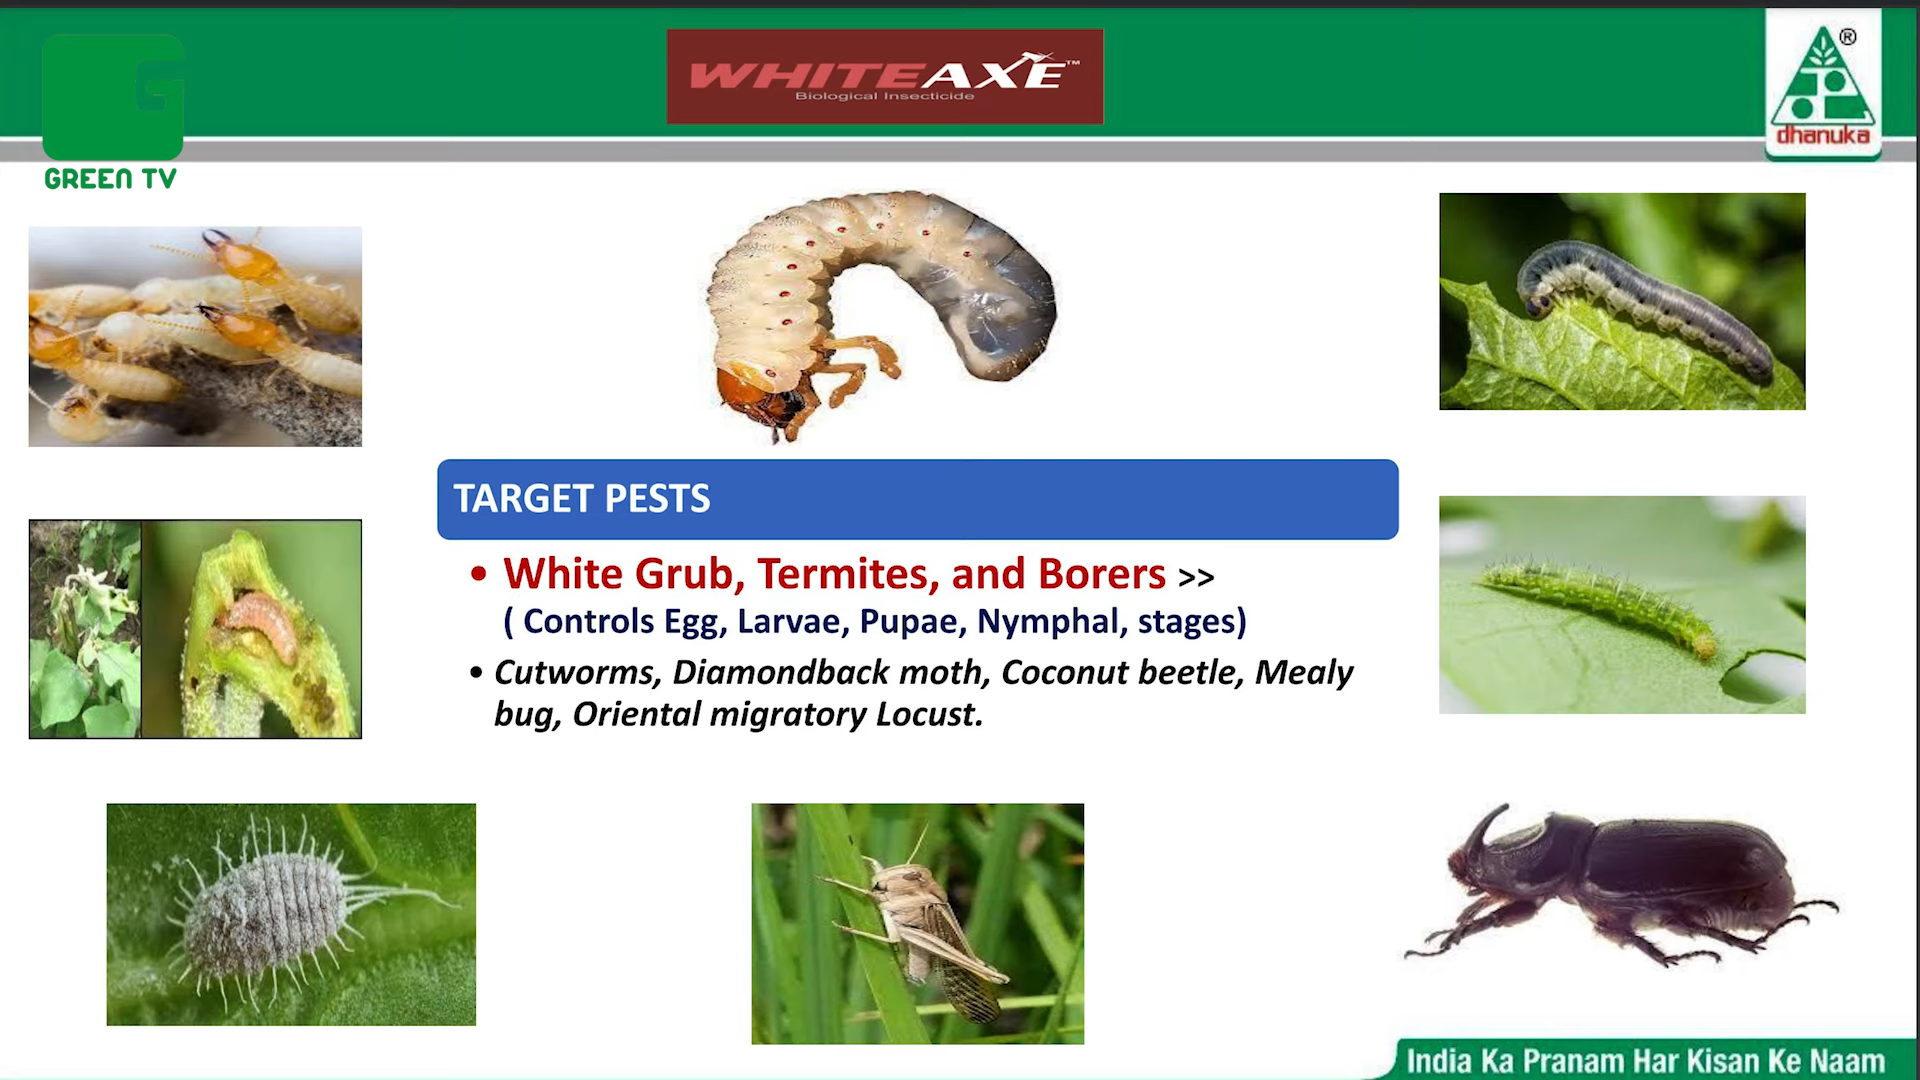 WHITEAXE™
Biological Insecticide
®
dhanuka
GREEN TV
TARGET PESTS
• White Grub, Termites, and Borers >>
( Controls Egg, Larvae, Pupae, Nymphal, stages)
• Cutworms, Diamondback moth, Coconut beetle, Mealy
bug, Oriental migratory Locust.
India Ka Pranam Har Kisan Ke Naam